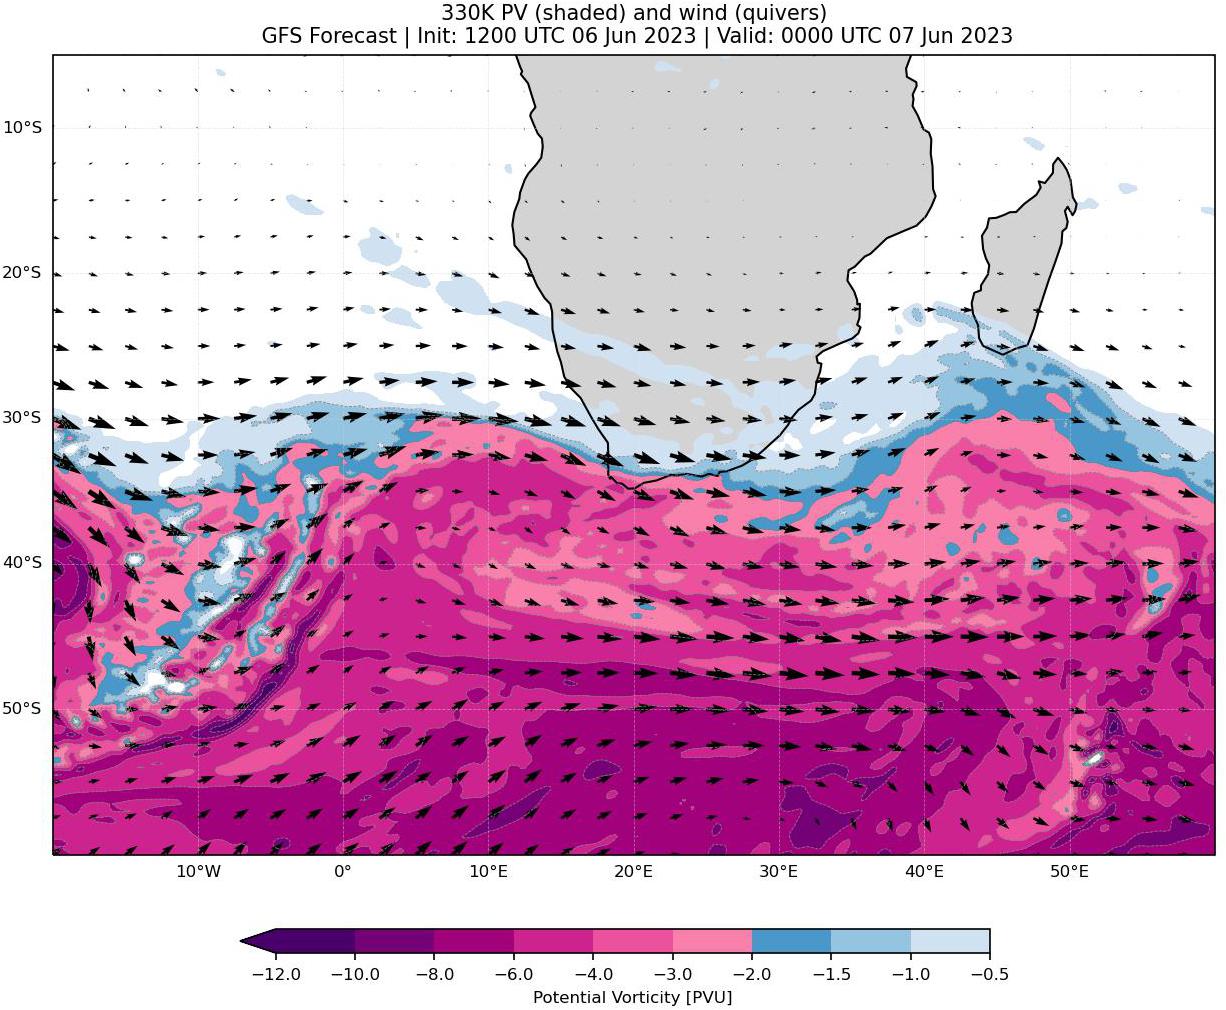 330K PV (shaded) and wind (quivers)
GFS Forecast | Init: 1200 UTC 06 Jun 2023 | Valid: 0000 UTC 07 Jun 2023
10°S
20°S
30°S
40°S
50°S
10°W 0° 10°E 20°E 30°E 40°E 50°E
−12.0 −10.0 −8.0 −6.0 −4.0 −3.0 −2.0 −1.5 −1.0 −0.5
Potential Vorticity [PVU]